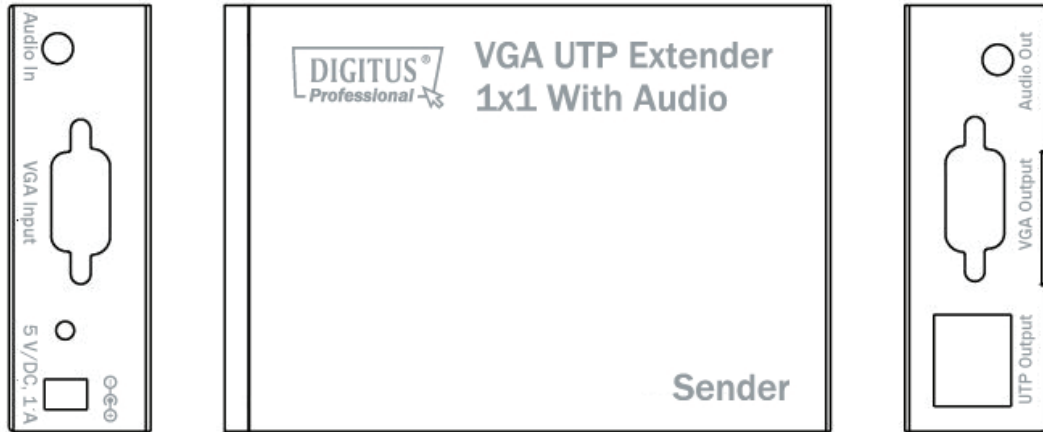 Audio In
VGA Input
5 V/DC, 1 A
DIGITUS®
Professional
VGA UTP Extender
1x1 With Audio
Sender
Audio Out
VGA Output
UTP Output